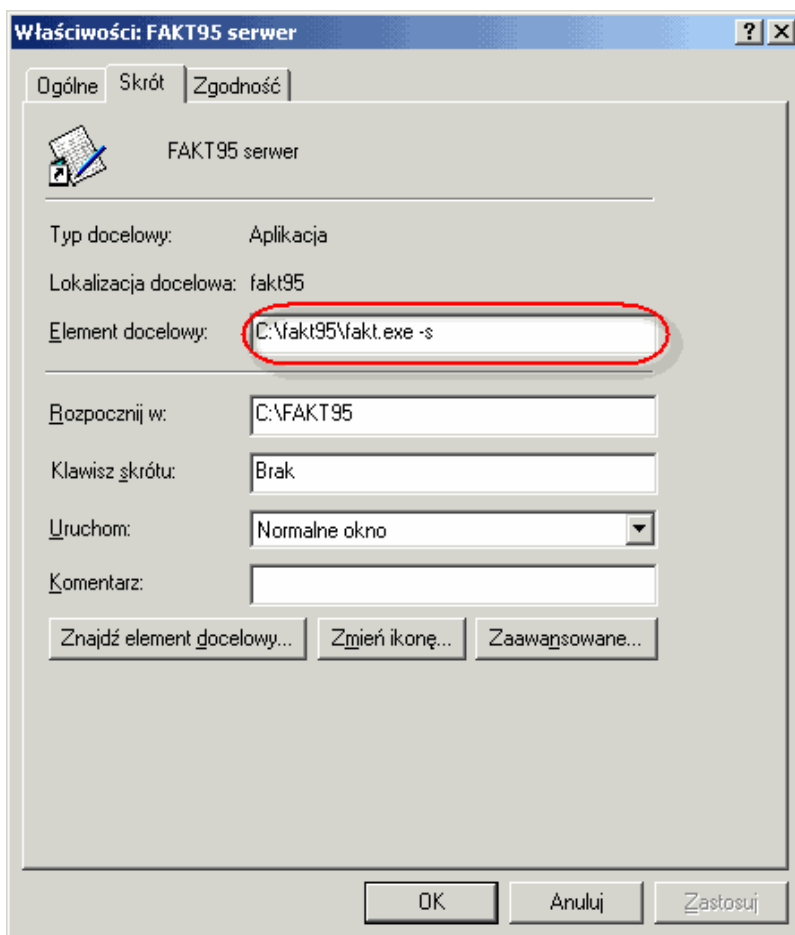 Właściwości: FAKT95 serwer
Ogólne Skrót Zgodność
FAKT95 serwer
Typ docelowy: Aplikacja
Lokalizacja docelowa: fakt95
Element docelowy: C:\fakt95\fakt.exe -s
Rozpocznij w: C:\FAKT95
Klawisz skrótu: Brak
Uruchom: Normalne okno
Komentarz:
Znajdź element docelowy... Zmień ikonę... Zaawansowane...
OK Anuluj Zastosuj